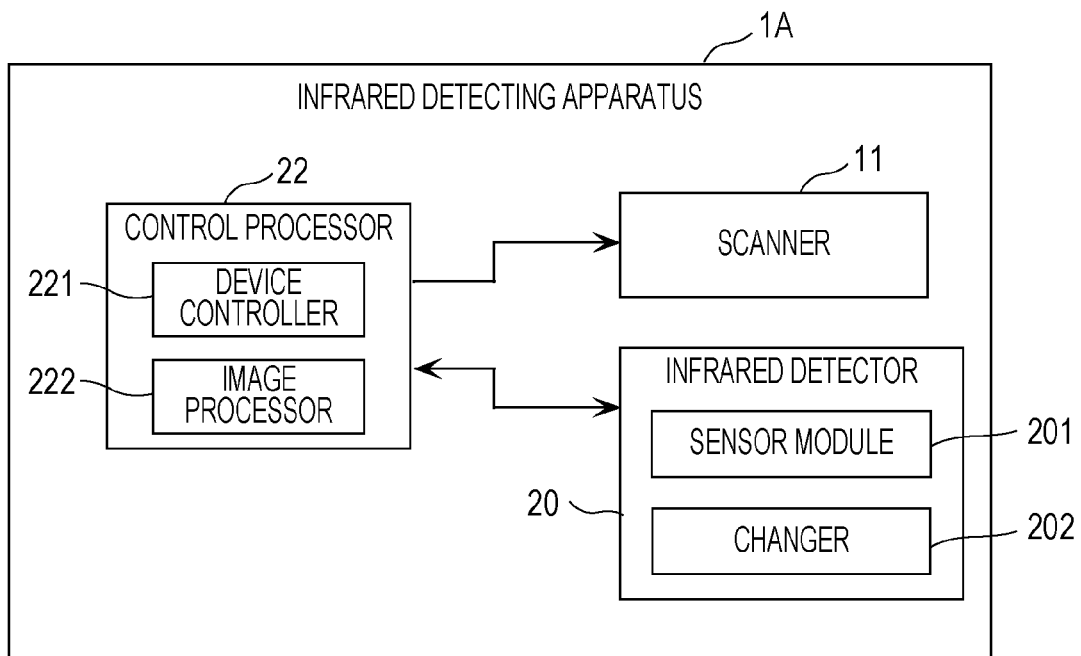 1A
INFRARED DETECTING APPARATUS
22
11
CONTROL PROCESSOR
SCANNER
221
DEVICE
CONTROLLER
222
IMAGE
PROCESSOR
INFRARED DETECTOR
SENSOR MODULE
201
20
CHANGER
202